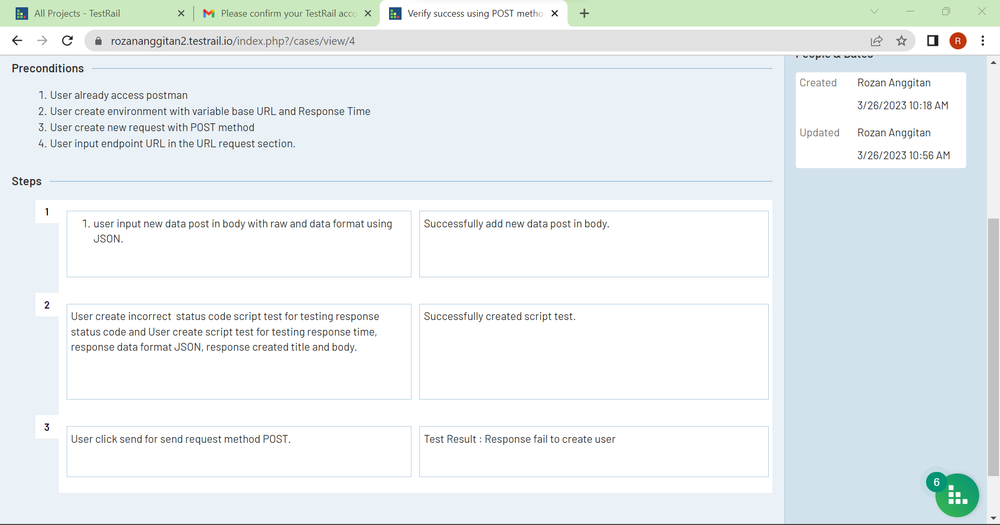 All Projects - TestRail
Please confirm your TestRail acco
Verify success using POST metho
rozananggitan2.testrail.io/index.php?/cases/view/4
R
People & Dates
Preconditions
1. User already access postman
2. User create environment with variable base URL and Response Time
3. User create new request with POST method
4. User input endpoint URL in the URL request section.
Created Rozan Anggitan
3/26/2023 10:18 AM
Updated Rozan Anggitan
3/26/2023 10:56 AM
Steps
1
1. user input new data post in body with raw and data format using
JSON.
Successfully add new data post in body.
2
User create incorrect  status code script test for testing response
status code and User create script test for testing response time,
response data format JSON, response created title and body.
Successfully created script test.
3
User click send for send request method POST.
Test Result : Response fail to create user
6